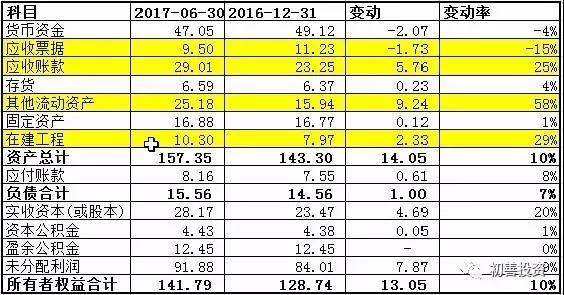 科目 2017-06-30 2016-12-31 变动 变动率
货币资金 47.05 49.12 -2.07 -4%
应收票据 9.50 11.23 -1.73 -15%
应收账款 29.01 23.25 5.76 25%
存货 6.59 6.37 0.23 4%
其他流动资产 25.18 15.94 9.24 58%
固定资产 16.88 16.77 0.12 1%
在建工程 10.30 7.97 2.33 29%
资产总计 157.35 143.30 14.05 10%
应付账款 8.16 7.55 0.61 8%
负债合计 15.56 14.56 1.00 7%
实收资本(或股本) 28.17 23.47 4.69 20%
资本公积金 4.43 4.38 0.05 1%
盈余公积金 12.45 12.45 - 0%
未分配利润 91.88 84.01 7.87 9%
所有者权益合计 141.79 128.74 13.05 10%
初善投资